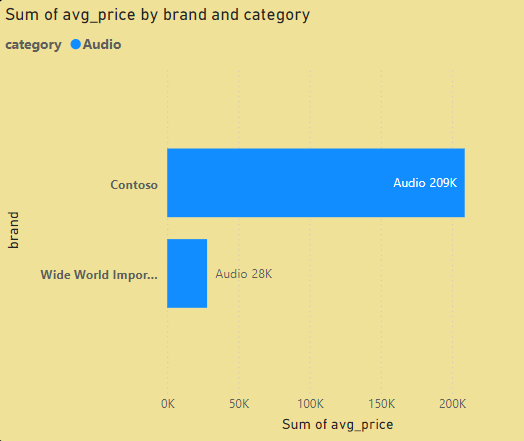 Sum of avg_price by brand and category
category Audio
Contoso
Audio 209K
Wide World Impor...
Audio 28K
brand
0K 50K 100K 150K 200K
Sum of avg_price